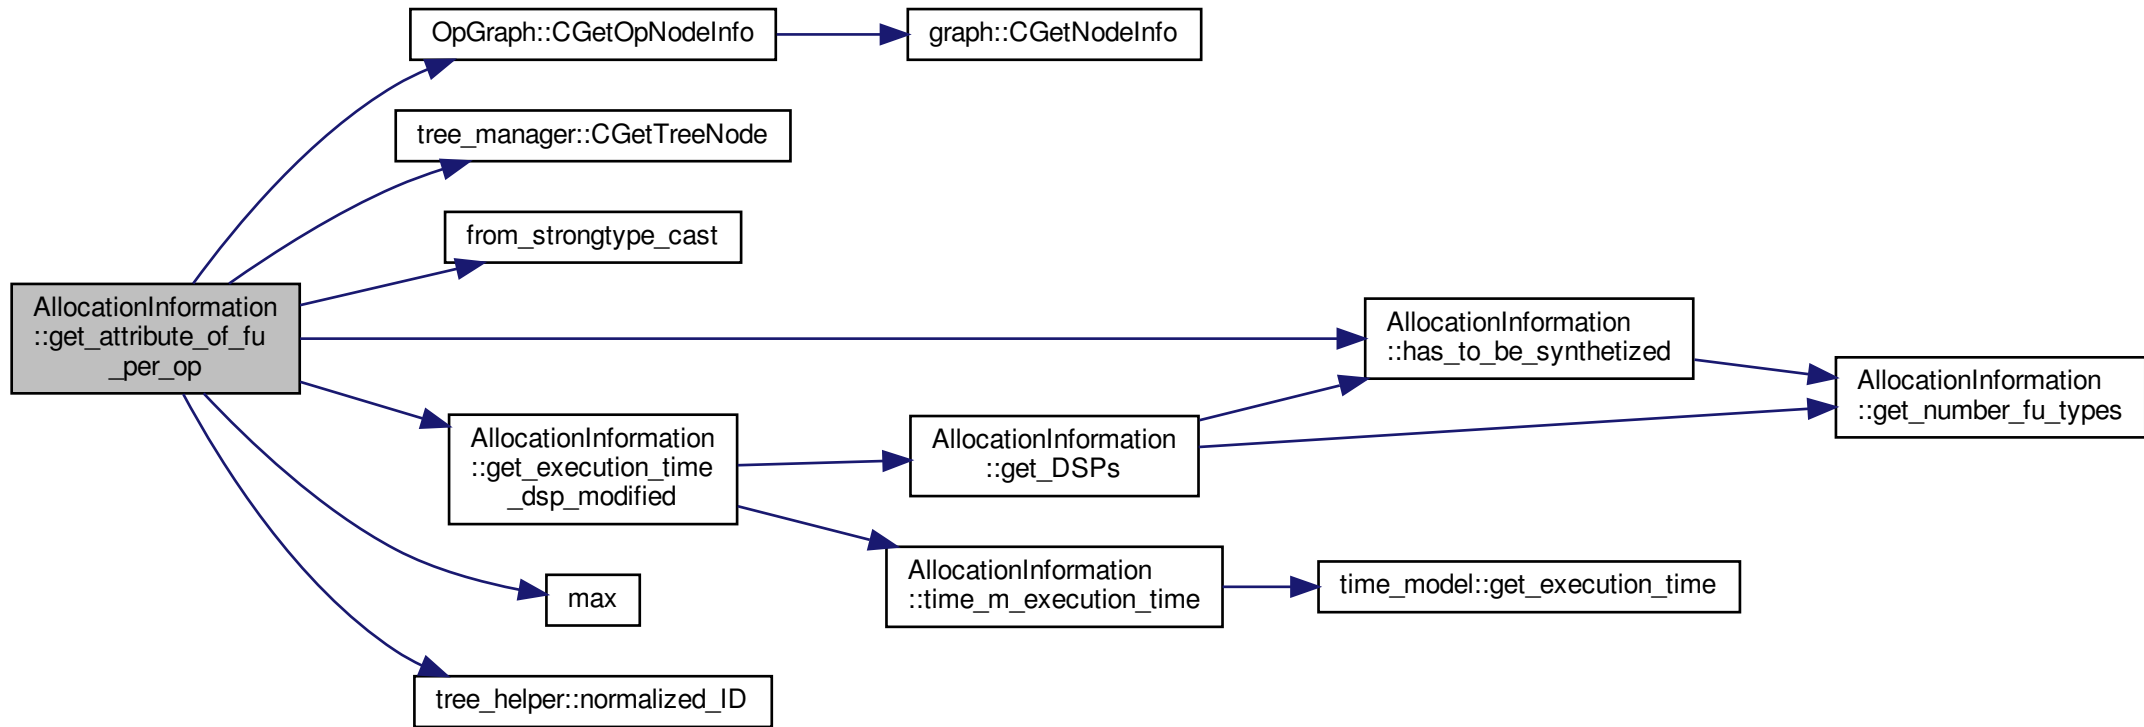 OpGraph::CGetOpNodeInfo
graph::CGetNodeInfo
tree_manager::CGetTreeNode
from_strongtype_cast
AllocationInformation
::get_attribute_of_fu
_per_op
AllocationInformation
::has_to_be_synthetized
AllocationInformation
::get_number_fu_types
AllocationInformation
::get_execution_time
_dsp_modified
AllocationInformation
::get_DSPs
AllocationInformation
::time_m_execution_time
time_model::get_execution_time
max
tree_helper::normalized_ID